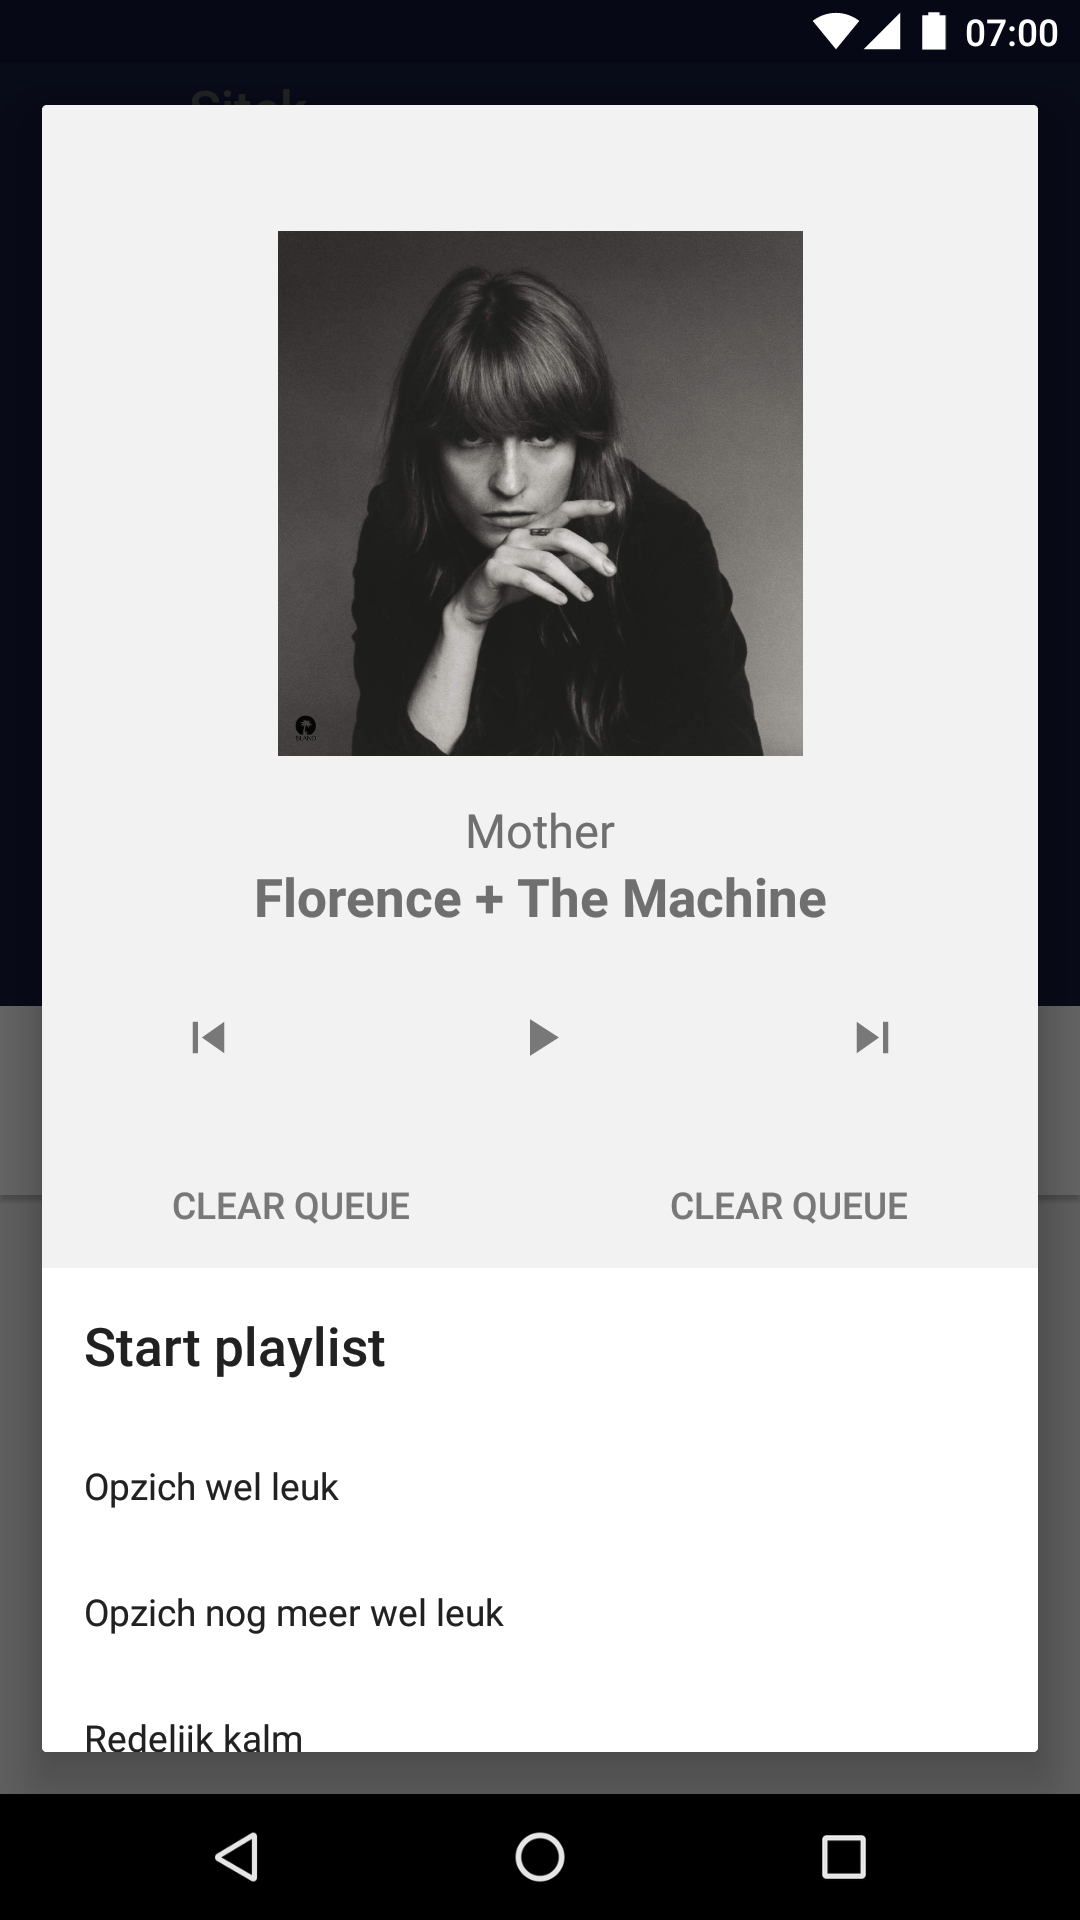 07:00
Sitek
Mother
Florence + The Machine
CLEAR QUEUE CLEAR QUEUE
Start playlist
Opzich wel leuk
Opzich nog meer wel leuk
Redelijk kalm